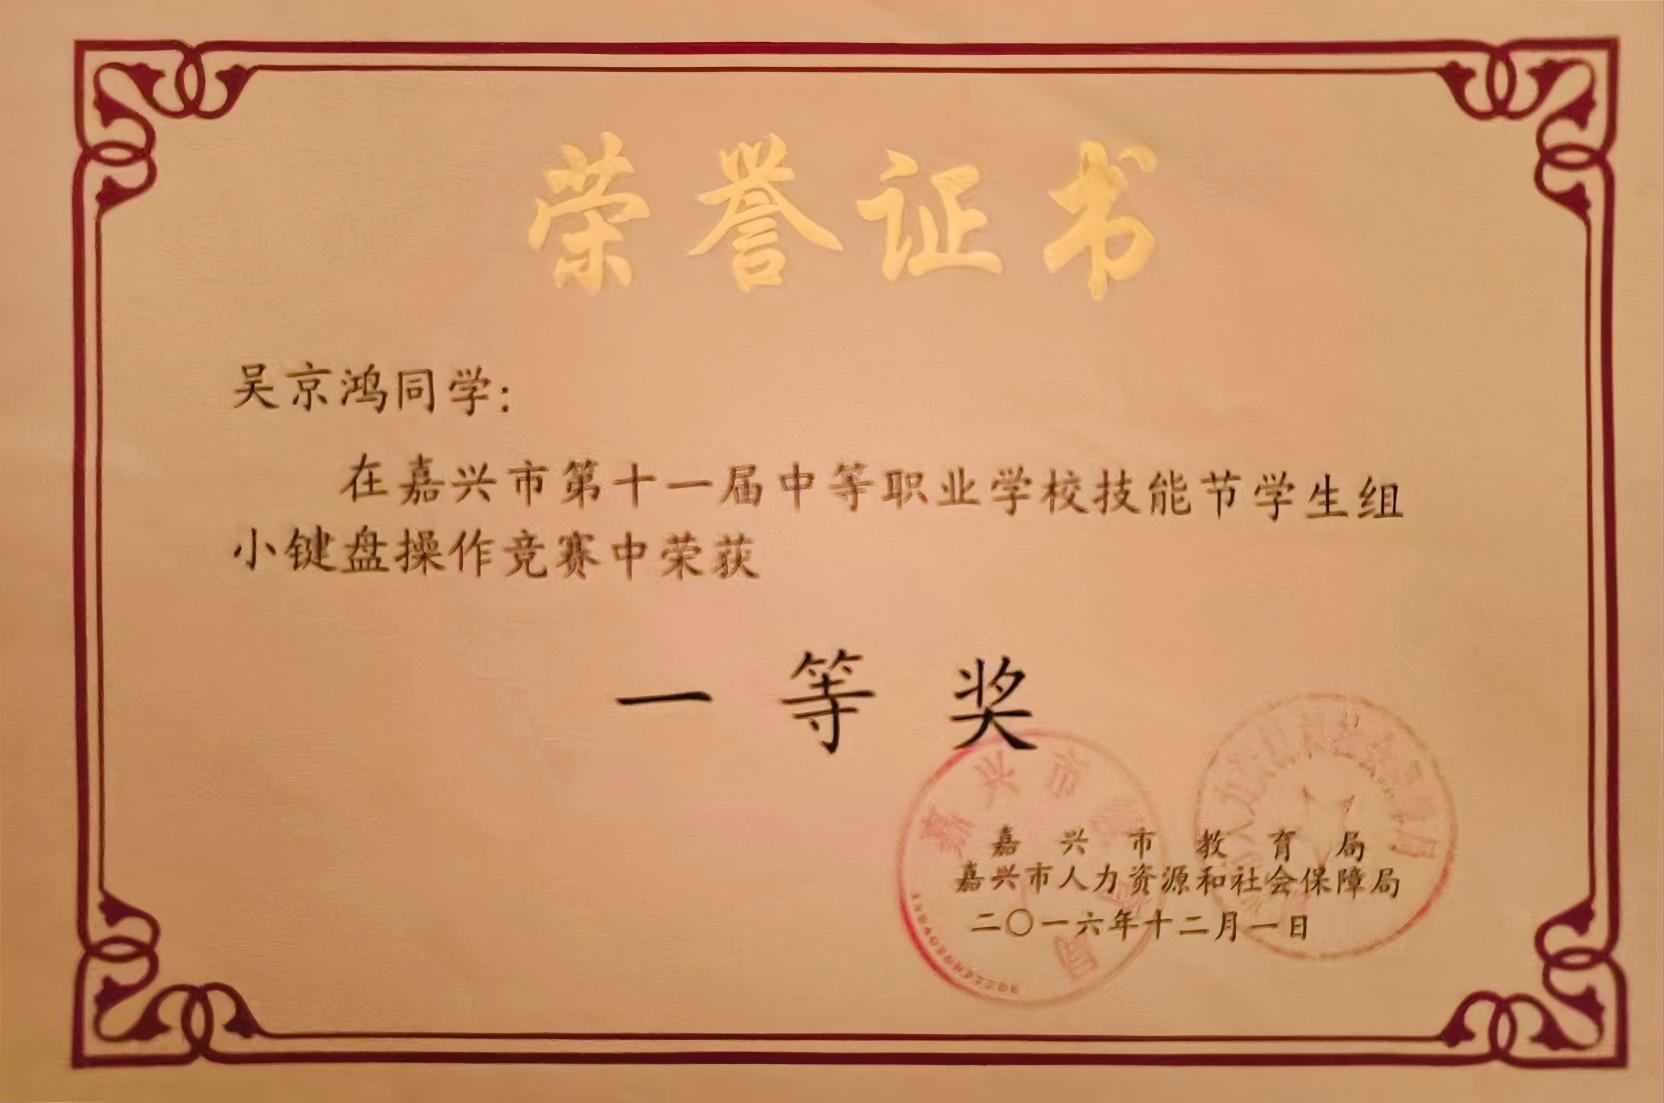 荣誉证书
吴京鸿同学:
在嘉兴市第十一届中等职业学校技能节学生组
小键盘操作竞赛中荣获
一等奖
嘉兴市教育局
嘉兴市人力资源和社会保障局
二〇一六年十二月一日